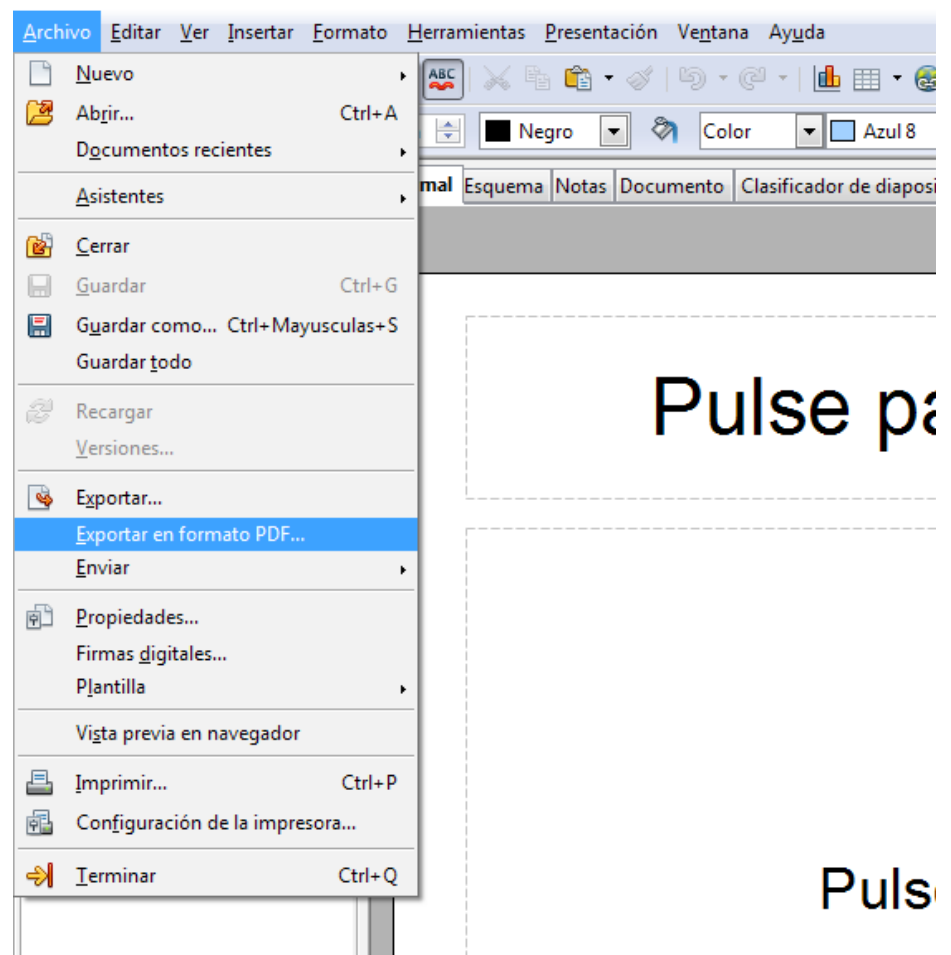 Archivo Editar Ver Insertar Formato Herramientas Presentación Ventana Ayuda
ABC
Negro Color Azul 8
mal Esquema Notas Documento Clasificador de diaposi
Nuevo
Abrir... Ctrl+A
Documentos recientes
Asistentes
Cerrar
Guardar Ctrl+G
Guardar como... Ctrl+Mayusculas+S
Guardar todo
Recargar
Versiones...
Exportar...
Exportar en formato PDF...
Enviar
Propiedades...
Firmas digitales...
Plantilla
Vista previa en navegador
Imprimir... Ctrl+P
Configuración de la impresora...
Terminar Ctrl+Q
Pulse pa
Pulse